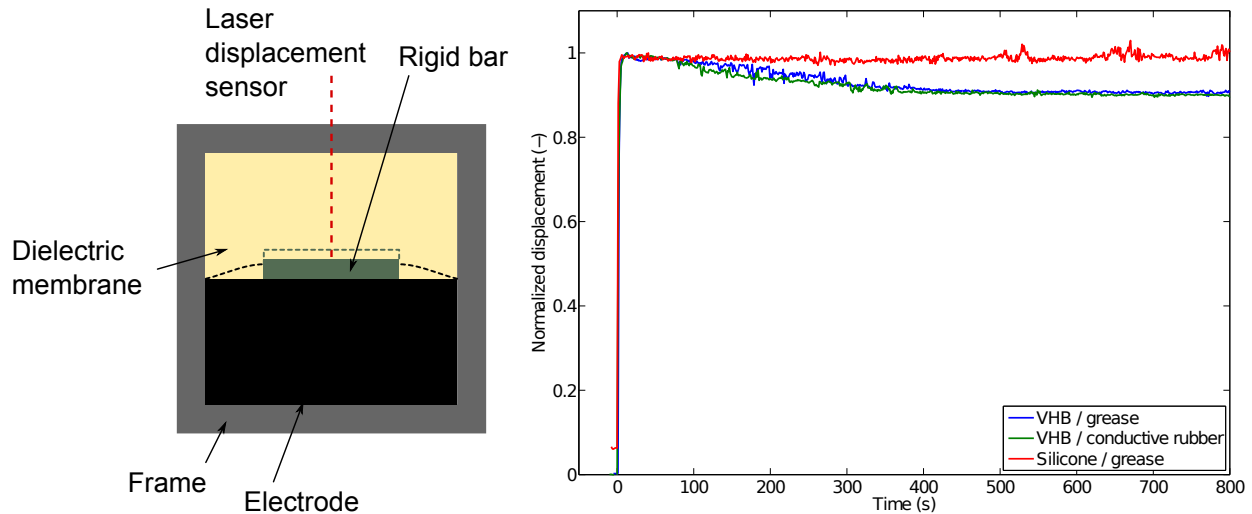 Laser
displacement
sensor
Rigid bar
Dielectric
membrane
Frame
Electrode
Normalized displacement (−)
1
0.8
0.6
0.4
0.2
0
0 100 200 300 400 500 600 700 800
Time (s)
VHB / grease
VHB / conductive rubber
Silicone / grease